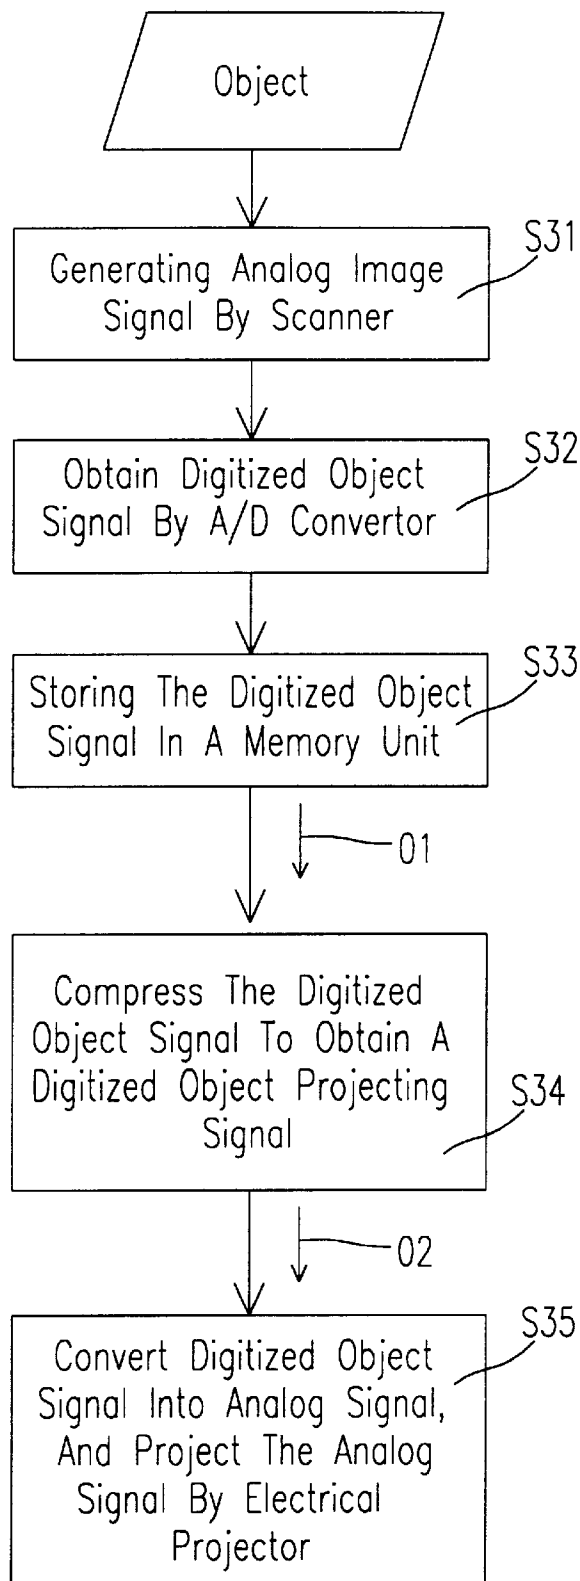 Object
S31
Generating Analog Image
Signal By Scanner
S32
Obtain Digitized Object
Signal By A/D Convertor
S33
Storing The Digitized Object
Signal In A Memory Unit
01
Compress The Digitized
Object Signal To Obtain A
Digitized Object Projecting
Signal
S34
02
S35
Convert Digitized Object
Signal Into Analog Signal,
And Project The Analog
Signal By Electrical
Projector